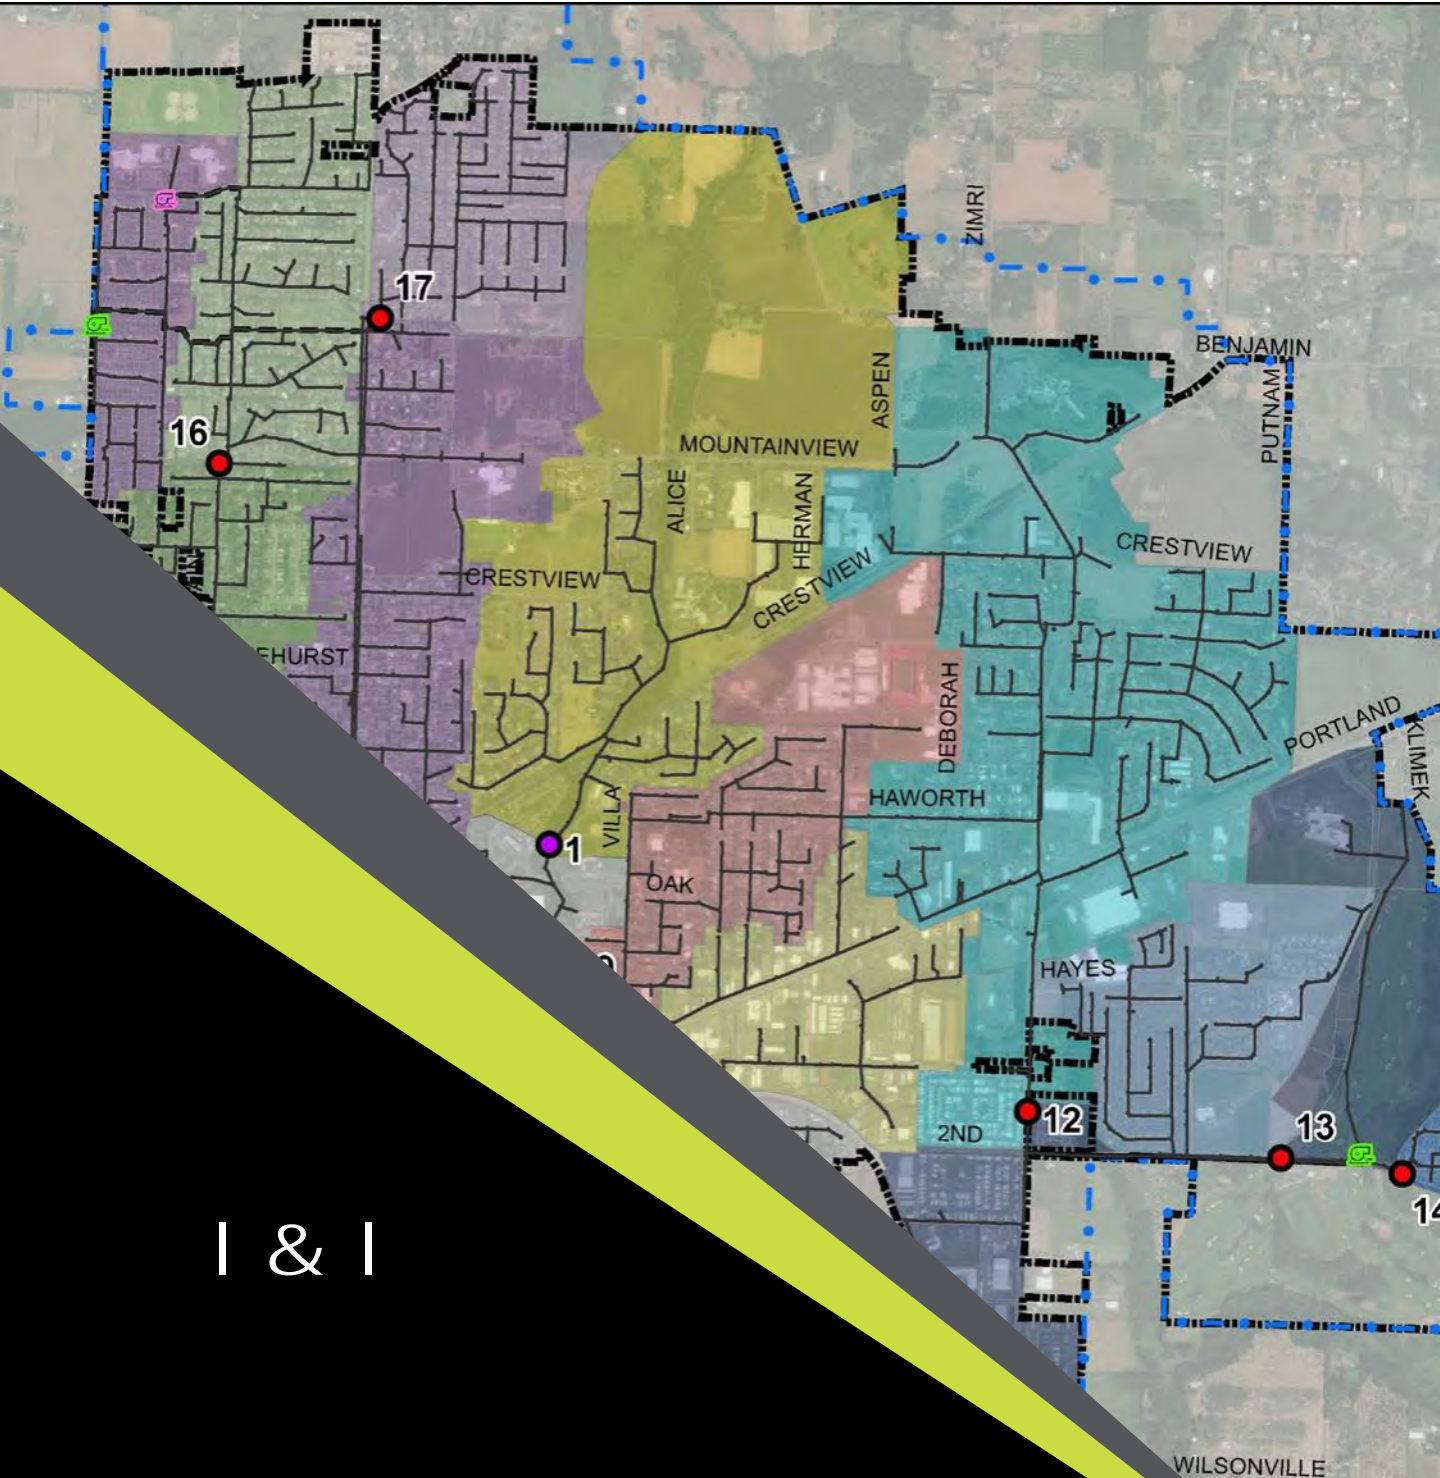 ZIMRI
17
BENJAMIN
PUTNAM
ASPEN
16
MOUNTAINVIEW
ALICE
HERMAN
CRESTVIEW
CRESTVIEW
CRESTVIEW
EHURST
DEBORAH
PORTLAND
KLIMEK
HAWORTH
VILLA
1
OAK
HAYES
12
2ND
13
14
I & I
WILSONVILLE